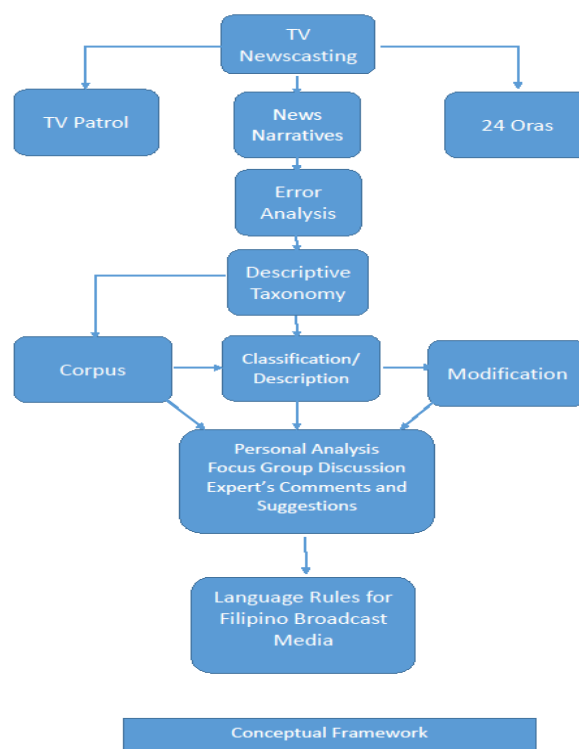 TV
Newscasting
TV Patrol
News
Narratives
24 Oras
Error
Analysis
Descriptive
Taxonomy
Corpus
Classification/
Description
Modification
Personal Analysis
Focus Group Discussion
Expert's Comments and
Suggestions
Language Rules for
Filipino Broadcast
Media
Conceptual Framework